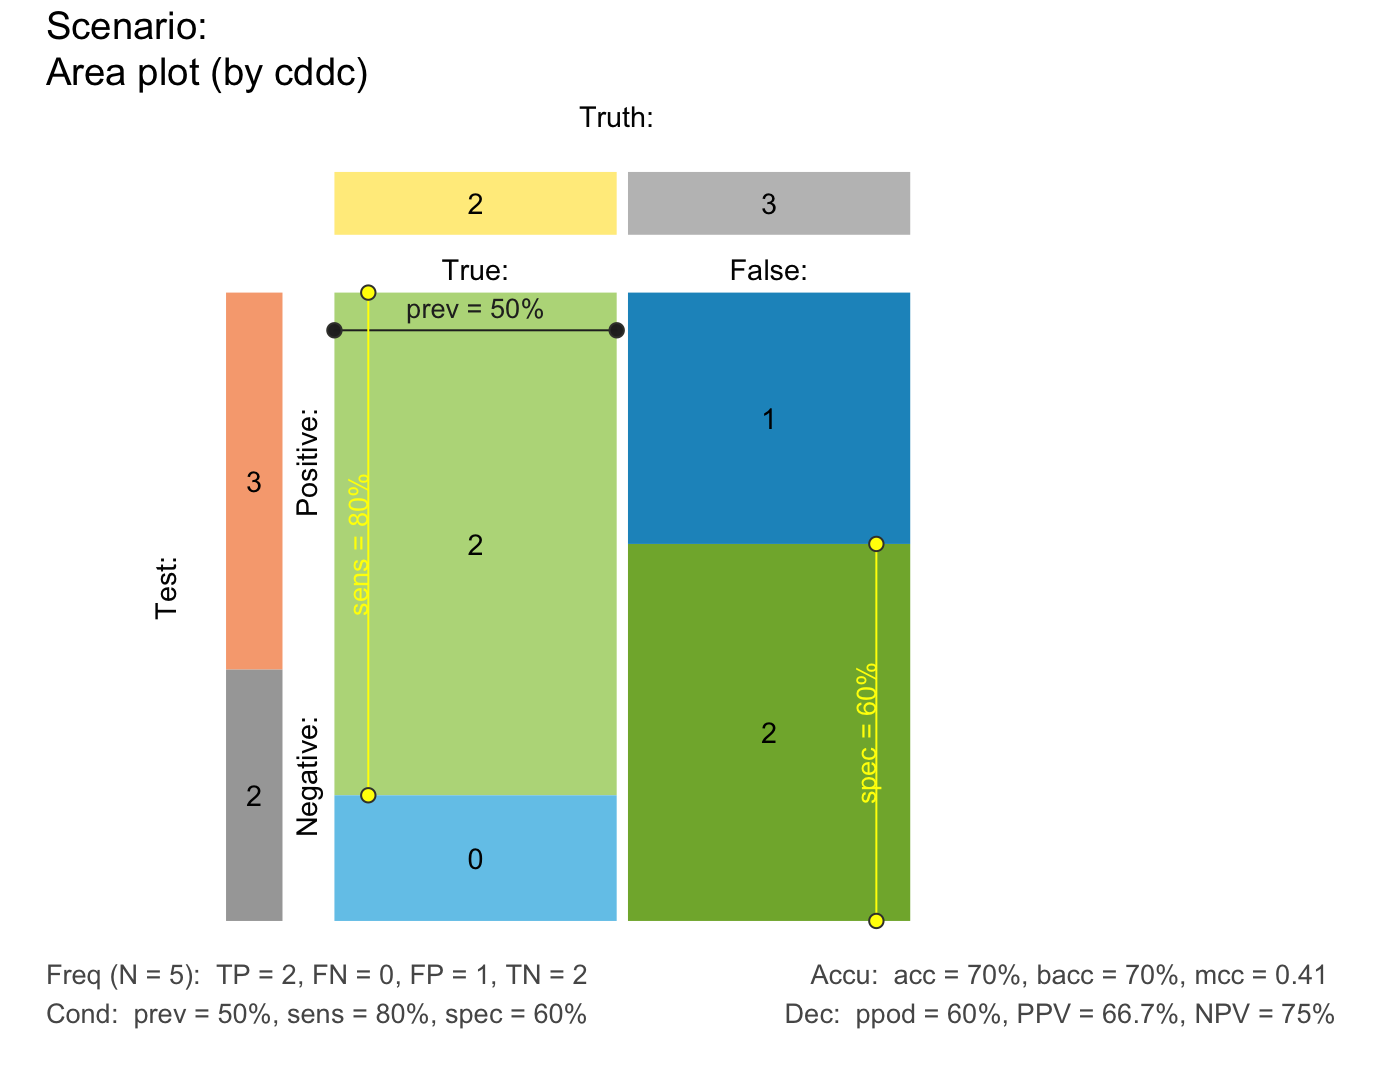 Scenario:
Area plot (by cddc)
Truth:
2
3
True:
False:
prev = 50%
Test:
3
2
Positive:
Negative:
sens = 80%
2
0
1
2
spec = 60%
Freq (N = 5):  TP = 2, FN = 0, FP = 1, TN = 2
Cond:  prev = 50%, sens = 80%, spec = 60%
Accu:  acc = 70%, bacc = 70%, mcc = 0.41
Dec:  ppod = 60%, PPV = 66.7%, NPV = 75%